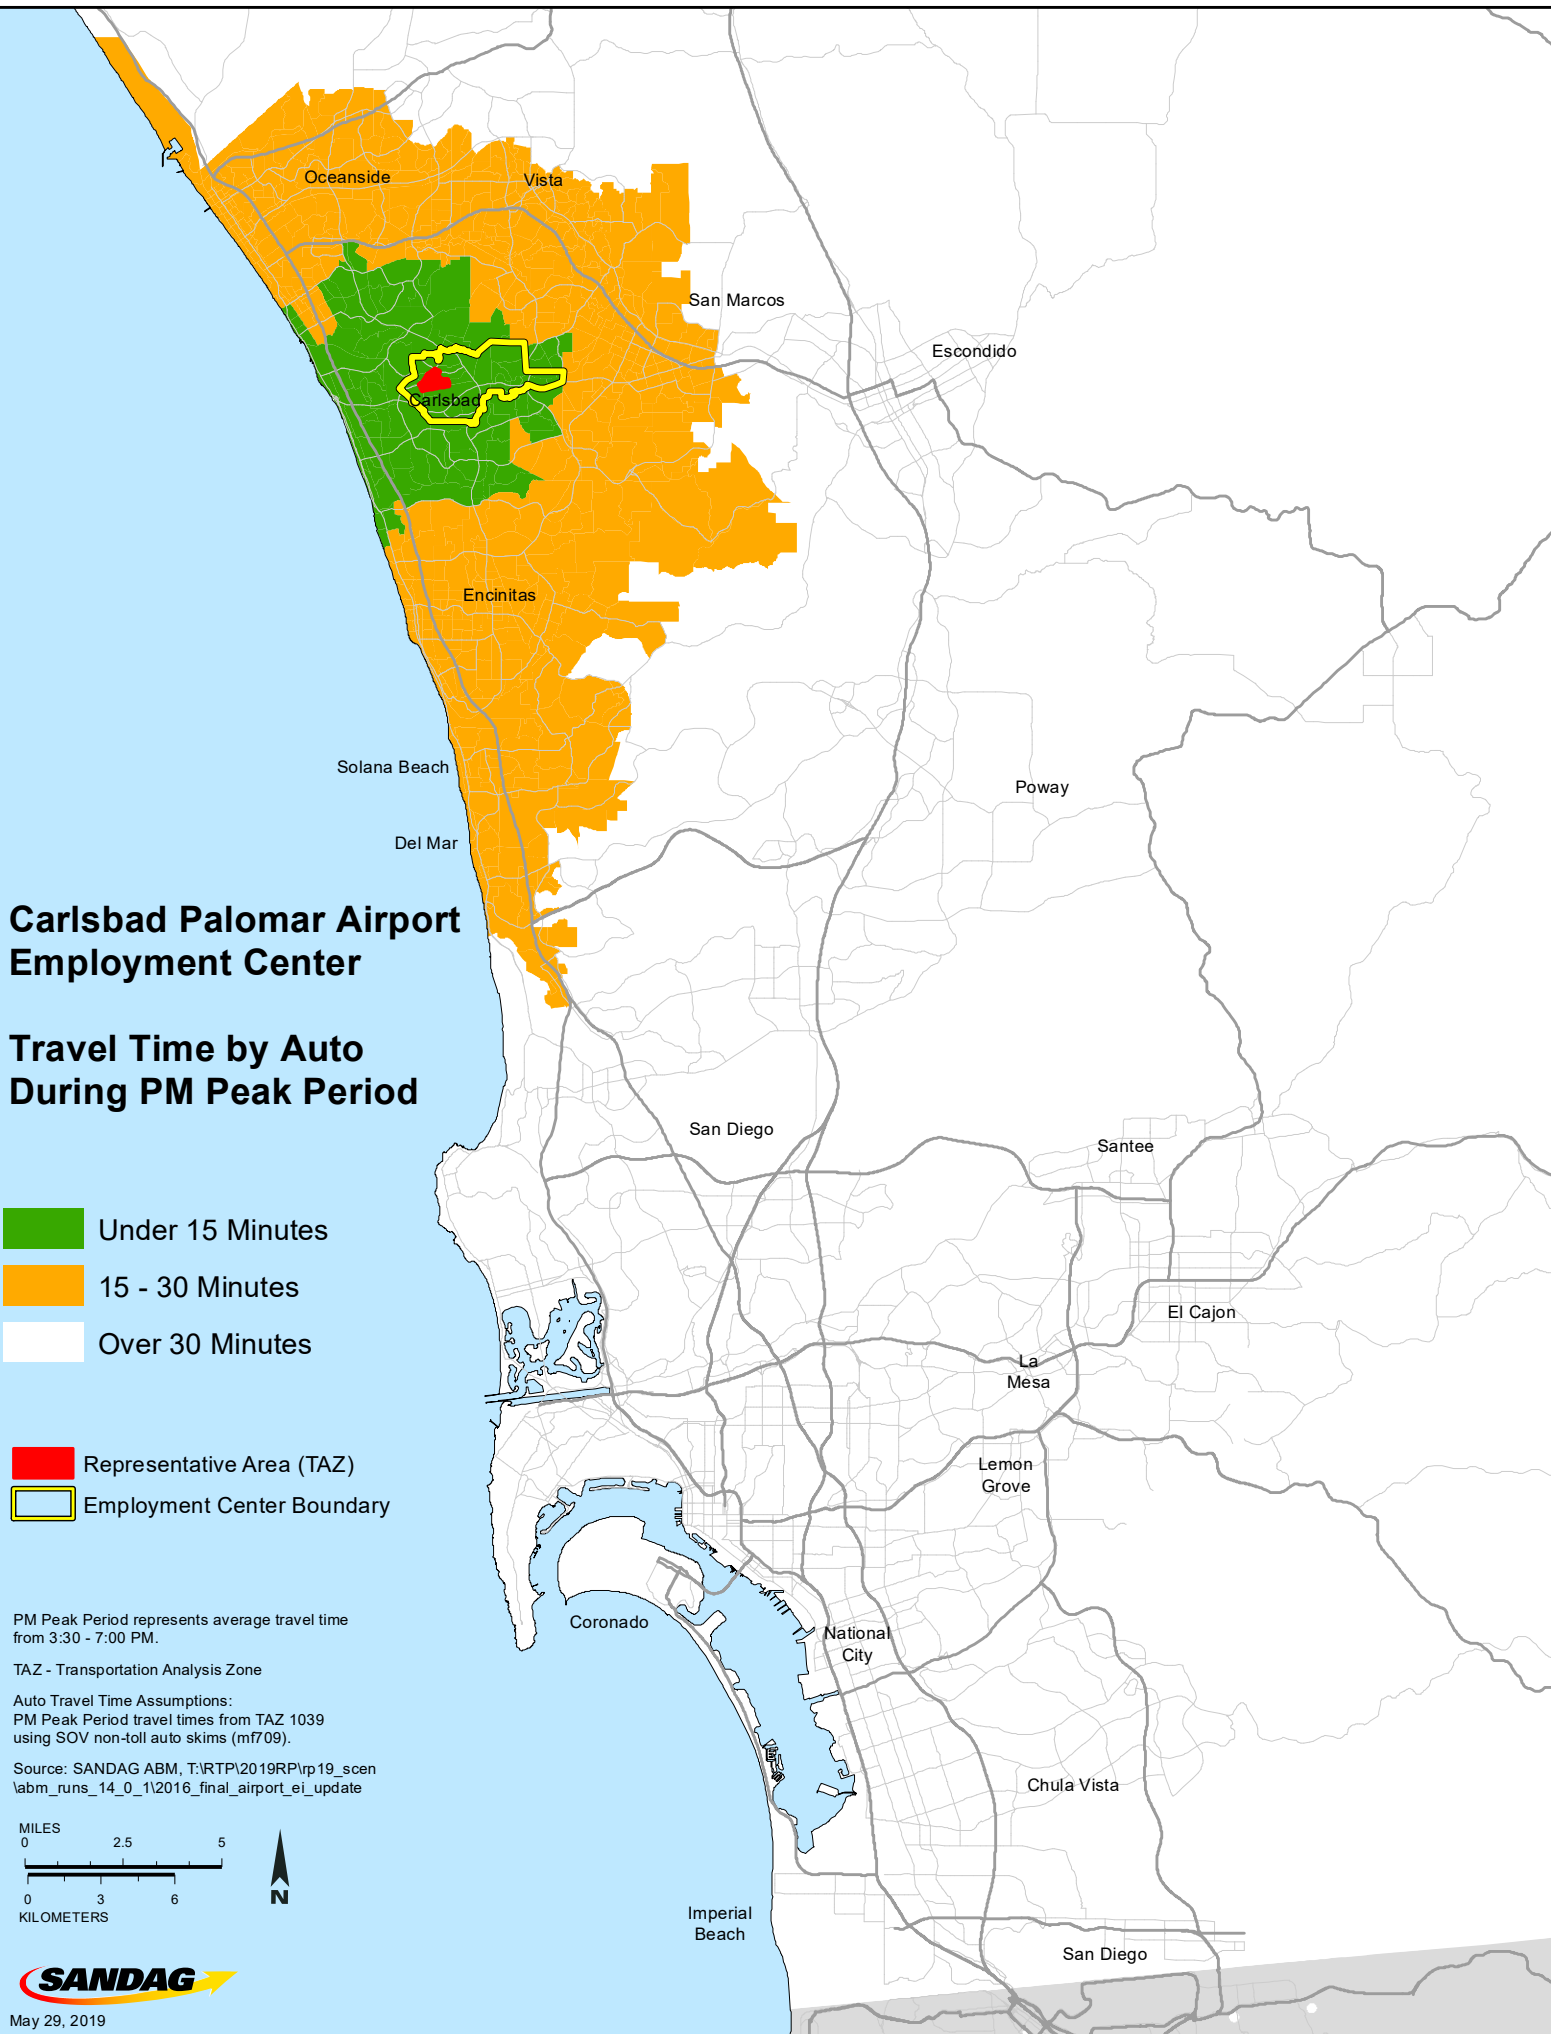 Oceanside
Vista
San Marcos
Escondido
Carlsbad
Encinitas
Solana Beach
Poway
Del Mar
Carlsbad Palomar Airport
Employment Center
Travel Time by Auto
During PM Peak Period
San Diego
Santee
Under 15 Minutes
15 - 30 Minutes
Over 30 Minutes
El Cajon
La
Mesa
Lemon
Grove
Representative Area (TAZ)
Employment Center Boundary
Coronado
National
City
PM Peak Period represents average travel time
from 3:30 - 7:00 PM.
TAZ - Transportation Analysis Zone
Auto Travel Time Assumptions:
PM Peak Period travel times from TAZ 1039
using SOV non-toll auto skims (mf709).
Source: SANDAG ABM, T:\RTP\2019RP\rp19_scen
\abm_runs_14_0_1\2016_final_airport_ei_update
Chula Vista
MILES
0 2.5 5
0 3 6
KILOMETERS
N
Imperial
Beach
San Diego
SANDAG
May 29, 2019